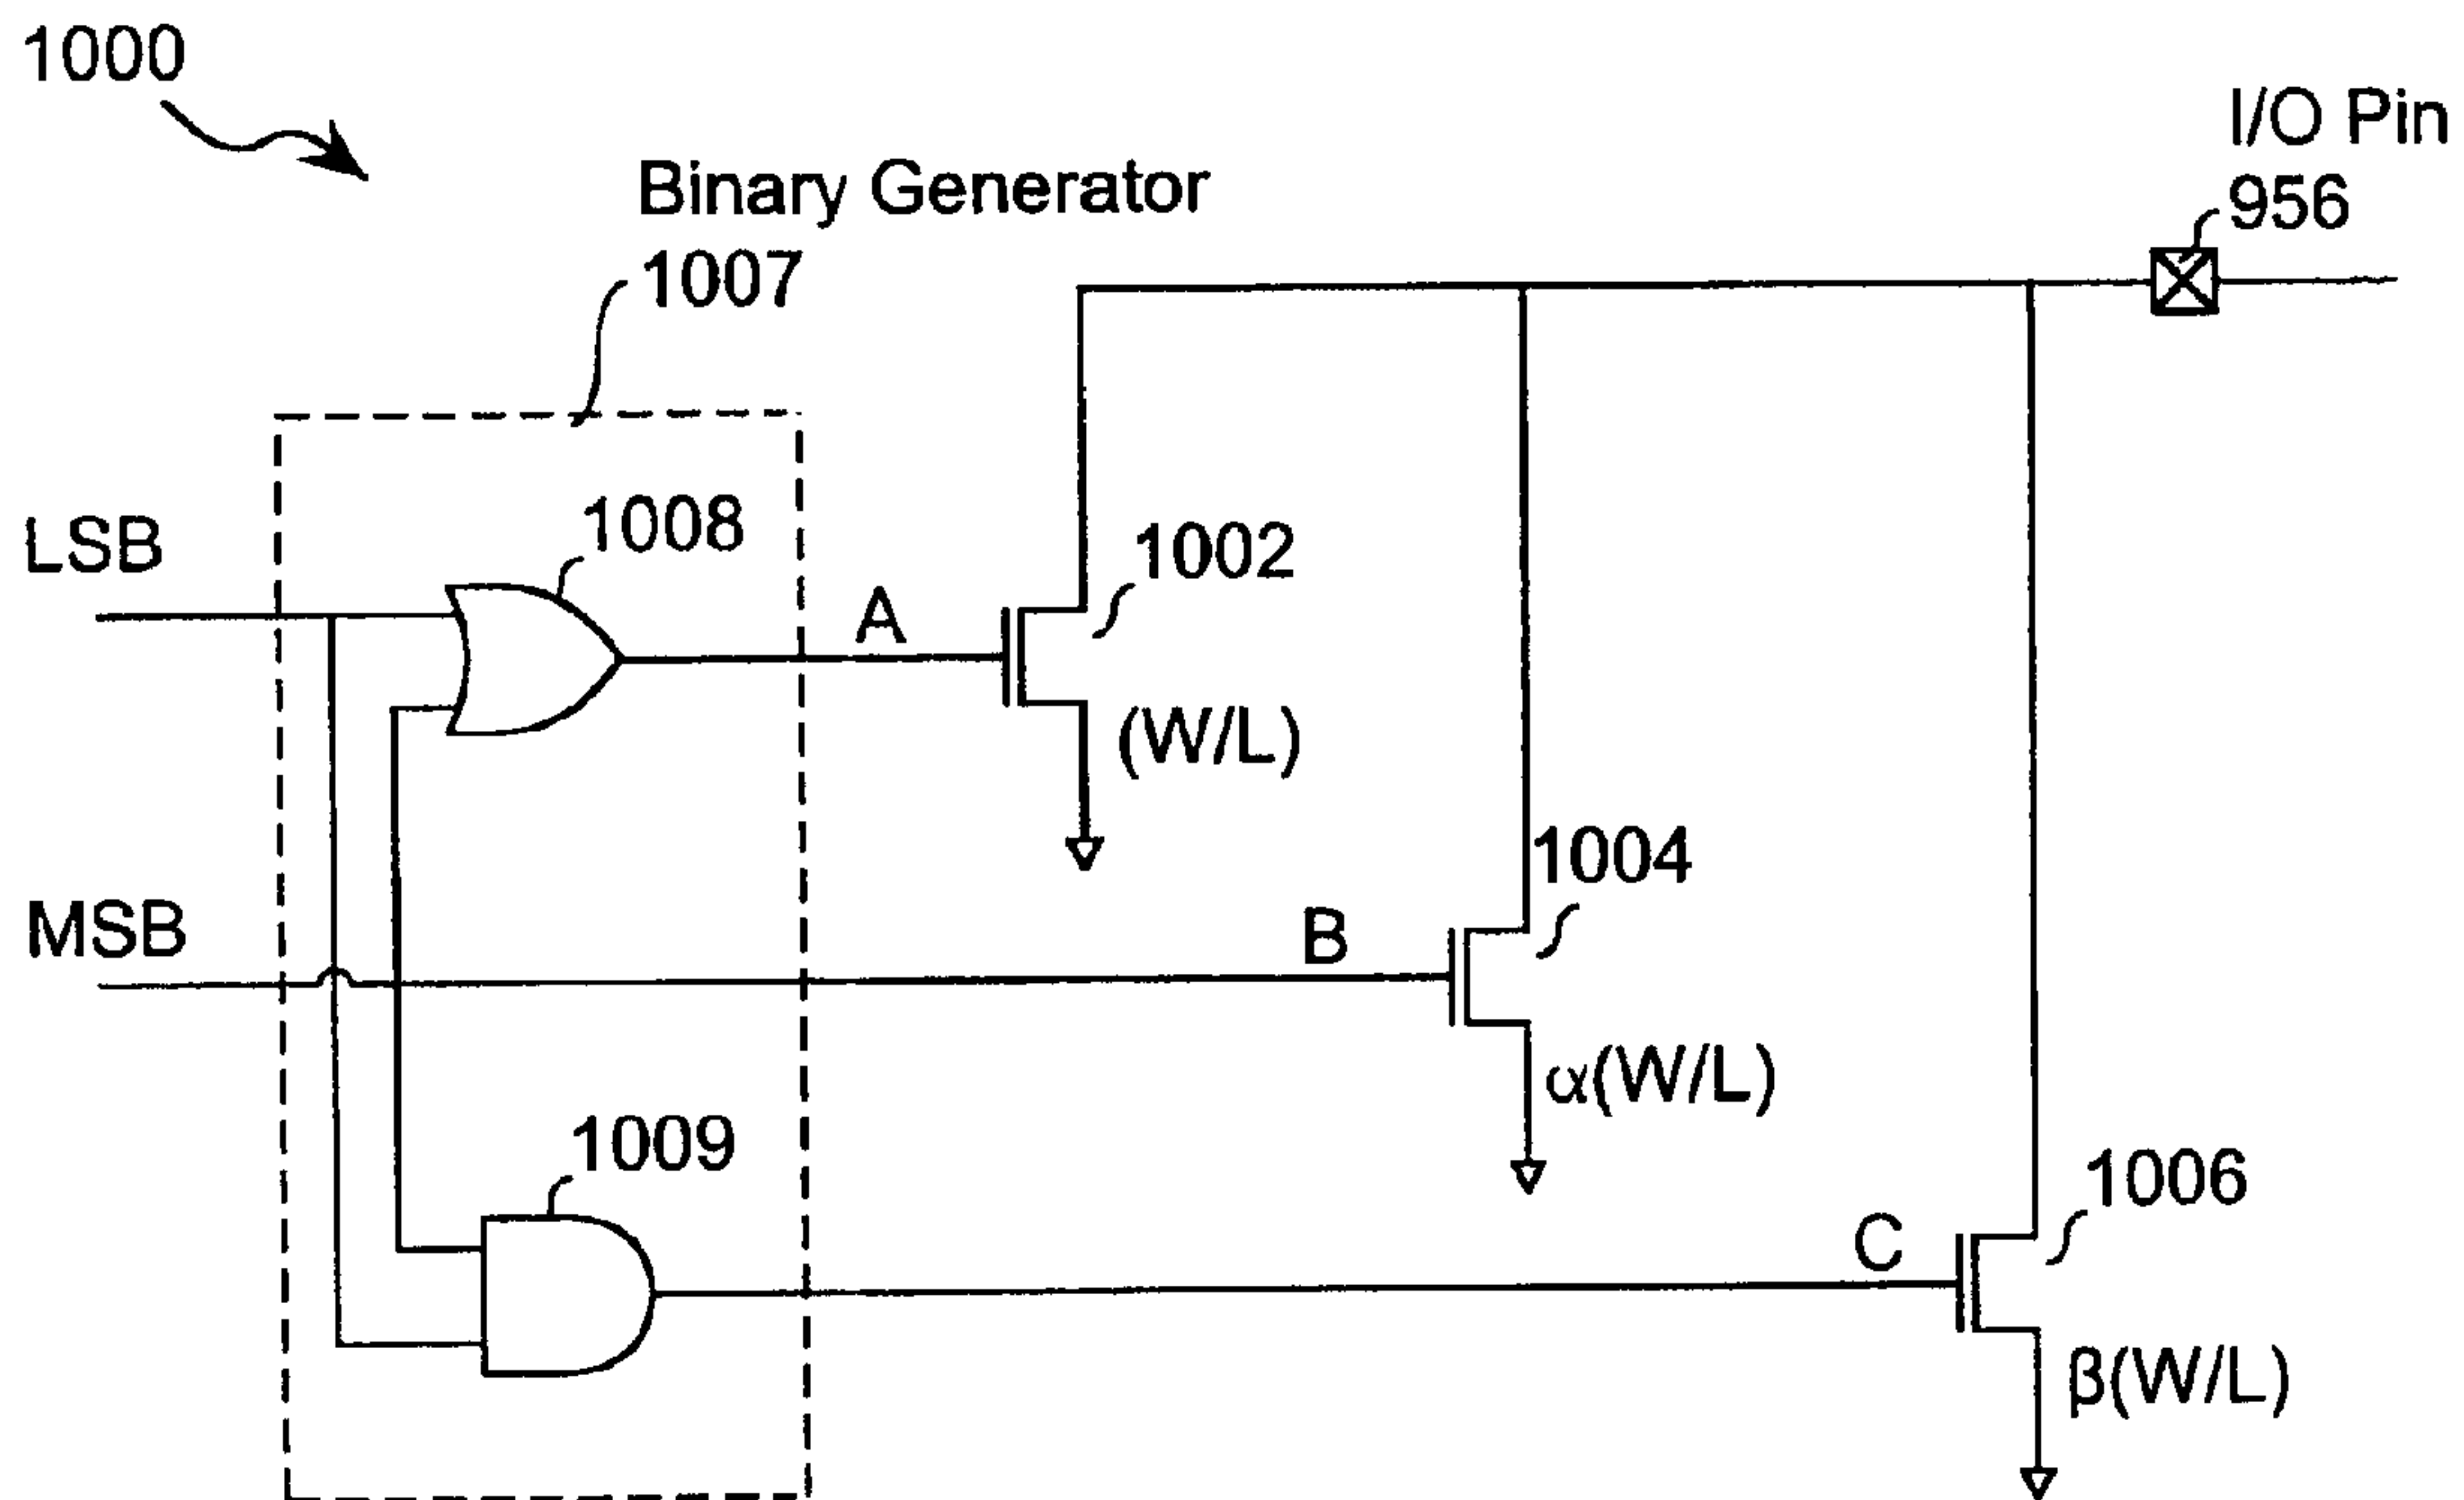 1000
I/O Pin
956
Binary Generator
1007
LSB
1008
A
1002
(W/L)
MSB
B
1004
α(W/L)
1009
C
1006
β(W/L)